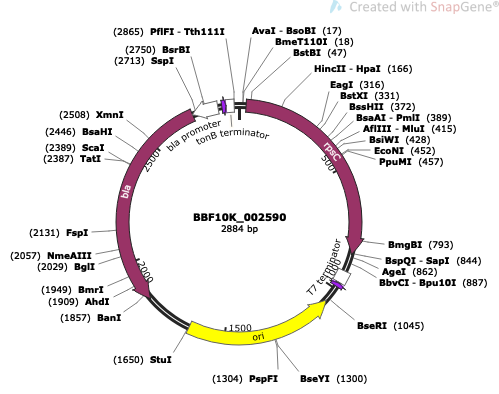 Created with SnapGene®
(2865) PflFI - Tth111I
(2750) BsrBI
(2713) SspI
AvaI - BsoBI (17)
BmeT110I (18)
BstBI (47)
HincII - HpaI (166)
EagI (316)
BstXI (331)
BssHII (372)
BsaAI - PmlI (389)
AflIII - MluI (415)
BsiWI (428)
EcoNI (452)
PpuMI (457)
(2508) XmnI
(2446) BsaHI
(2389) ScaI
(2387) TatI
bla promoter
tonB terminator
rpsC
500
2500
bla
BBF10K_002590
2884 bp
(2131) FspI
(2057) NmeAIII
(2029) BglI
(1949) BmrI
(1909) AhdI
(1857) BanI
2000
T7 terminator
1000
BmgBI (793)
BspQI - SapI (844)
AgeI (862)
BbvCI - Bpu10I (887)
BseRI (1045)
1500
ori
(1650) StuI
(1304) PspFI
BseYI (1300)